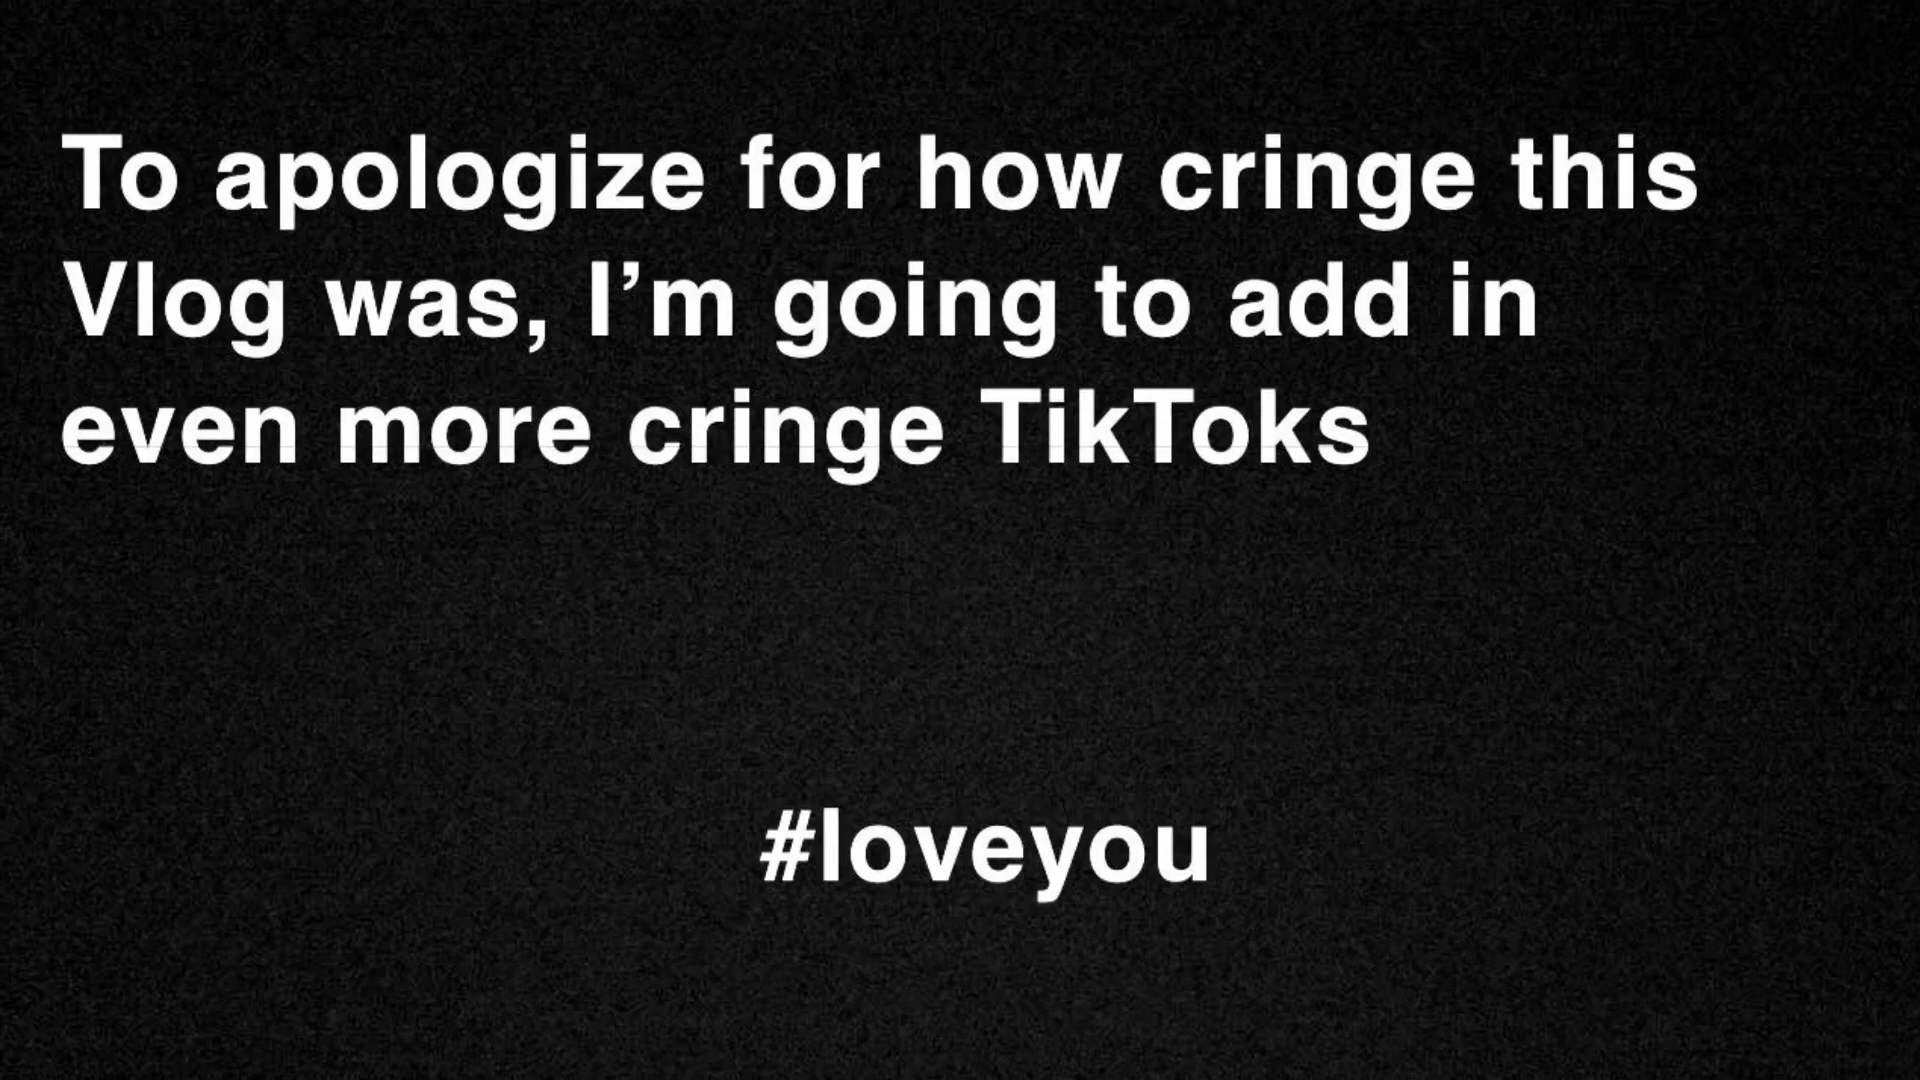 To apologize for how cringe this
Vlog was, I’m going to add in
even more cringe TikToks
#loveyou